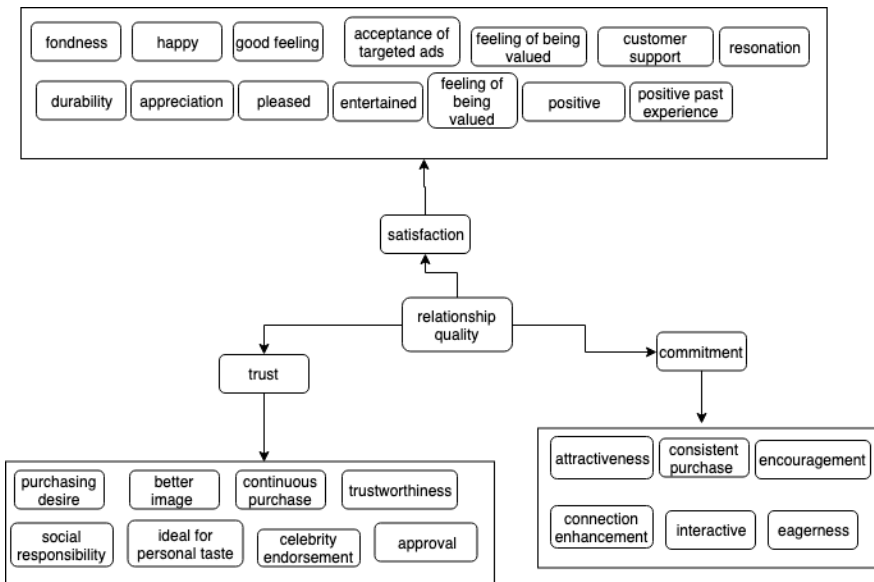 fondness
happy
good feeling
acceptance of
targeted ads
feeling of being
valued
customer
support
resonation
durability
appreciation
pleased
entertained
feeling of
being
valued
positive
positive past
experience
satisfaction
relationship
quality
trust
commitment
purchasing
desire
better
image
continuous
purchase
trustworthiness
social
responsibility
ideal for
personal taste
celebrity
endorsement
approval
attractiveness
consistent
purchase
encouragement
connection
enhancement
interactive
eagerness